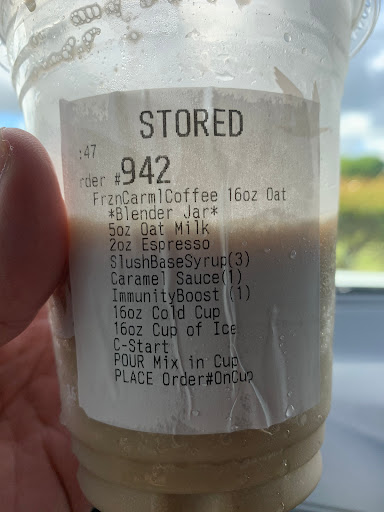 STORED
:47
rder #942
FrznCarmlCoffee 16oz Oat
*Blender Jar*
5oz Oat Milk
2oz Espresso
SlushBaseSyrup(3)
Caramel Sauce(1)
ImmunityBoost (1)
16oz Cold Cup
16oz Cup of Ice
C-Start
POUR Mix in Cup
PLACE Order#OnCup